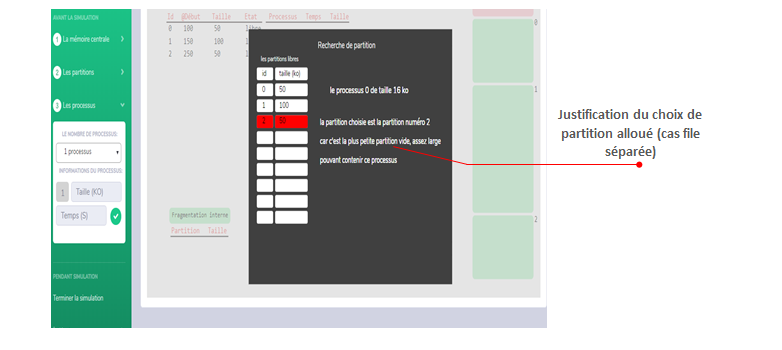 AVANT LA SIMULATION
1 La mémoire centrale
2 Les partitions
3 Les processus
LE NOMBRE DE PROCESSUS:
1 processus
INFORMATIONS DU PROCESSUS:
1 Taille (KO)
Temps (S)
PENDANT SIMULATION
Terminer la simulation
Id @Début Taille Etat Processus Temps Taille
0 100 50 libre
1 150 100
2 250 50
Fragmentation interne
Partition Taille
Recherche de partition
les partitions libres
id taille (ko)
0 50
1 100
2 50
le processus 0 de taille 16 ko
la partition choisie est la partition numéro 2
car c'est la plus petite partition vide, assez large
pouvant contenir ce processus
0
1
2
Justification du choix de
partition alloué (cas file
séparée)